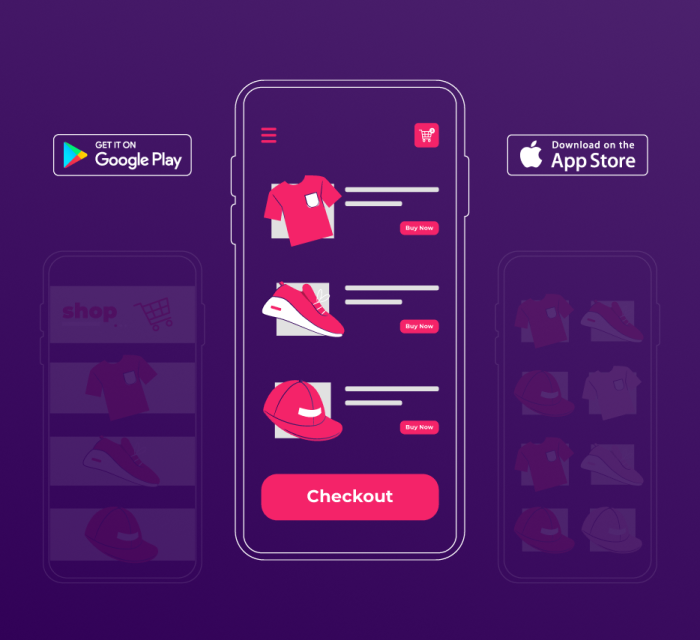 GET IT ON
Google Play
Download on the
App Store
Buy Now
shop
Buy Now
Buy Now
Checkout